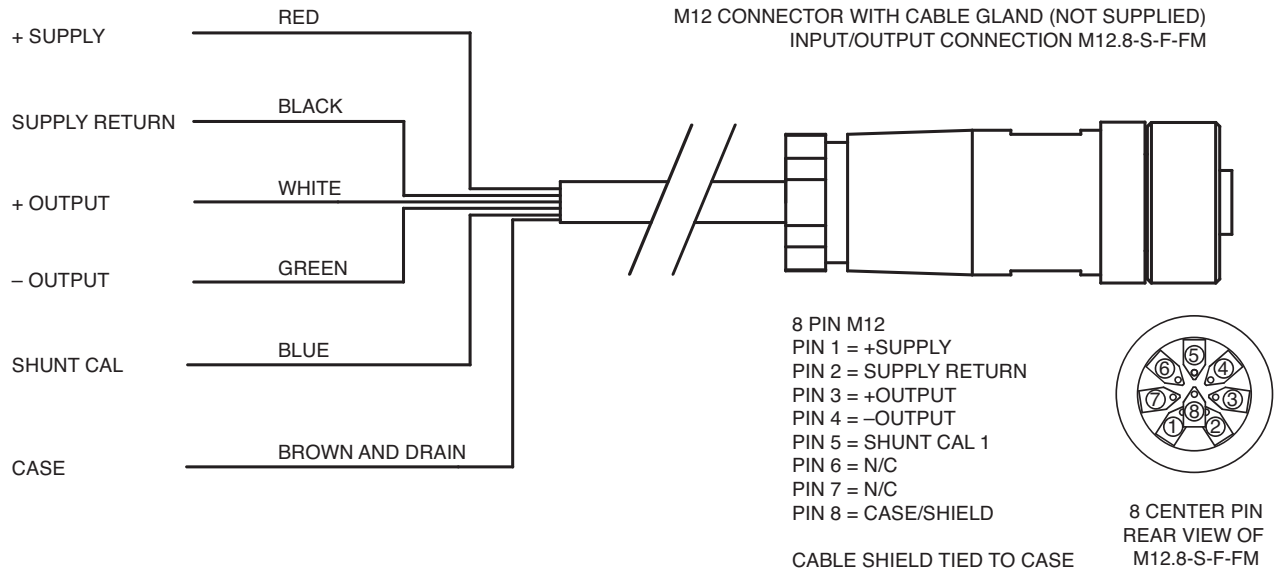 M12 CONNECTOR WITH CABLE GLAND (NOT SUPPLIED)
INPUT/OUTPUT CONNECTION M12.8-S-F-FM
+ SUPPLY
RED
SUPPLY RETURN
BLACK
+ OUTPUT
WHITE
– OUTPUT
GREEN
SHUNT CAL
BLUE
CASE
BROWN AND DRAIN
8 PIN M12
PIN 1 = +SUPPLY
PIN 2 = SUPPLY RETURN
PIN 3 = +OUTPUT
PIN 4 = –OUTPUT
PIN 5 = SHUNT CAL 1
PIN 6 = N/C
PIN 7 = N/C
PIN 8 = CASE/SHIELD
CABLE SHIELD TIED TO CASE
5
6 4
7 3
8
1 2
8 CENTER PIN
REAR VIEW OF
M12.8-S-F-FM